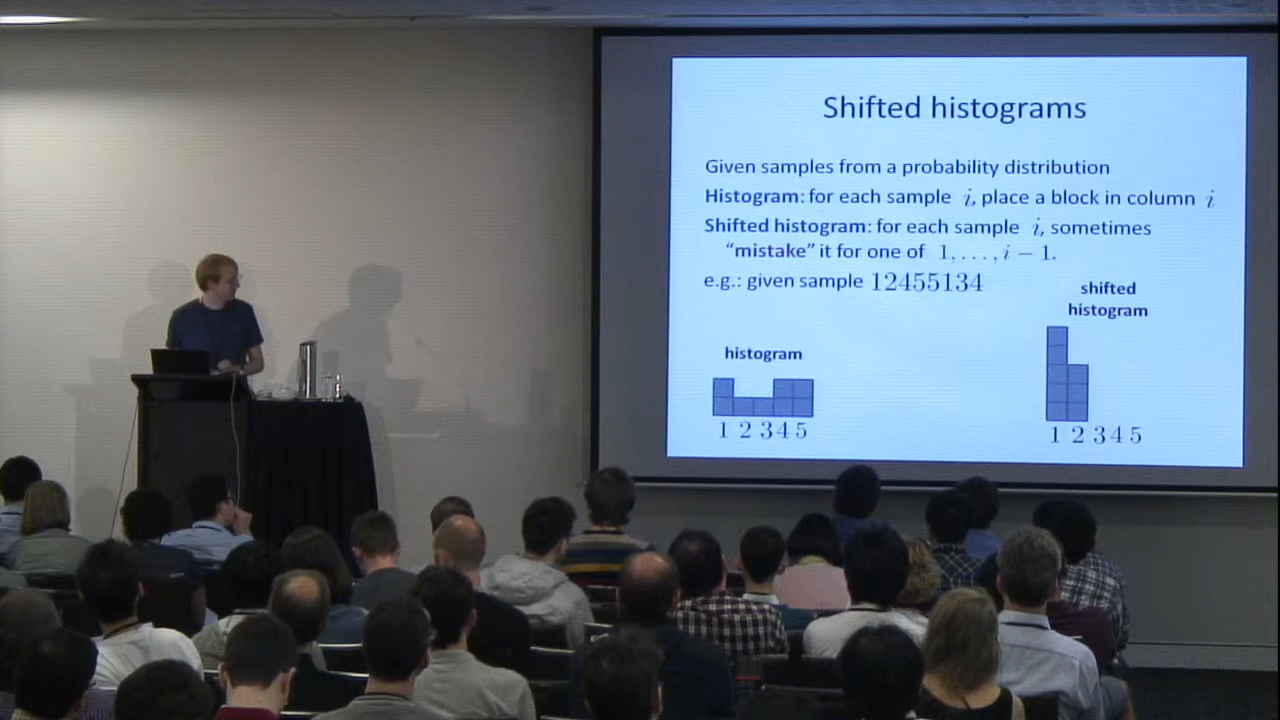 Shifted histograms
Given samples from a probability distribution
Histogram: for each sample i, place a block in column i
Shifted histogram: for each sample i, sometimes
“mistake” it for one of 1, . . . , i − 1.
e.g.: given sample 12455134
shifted
histogram
histogram
1 2 3 4 5
1 2 3 4 5